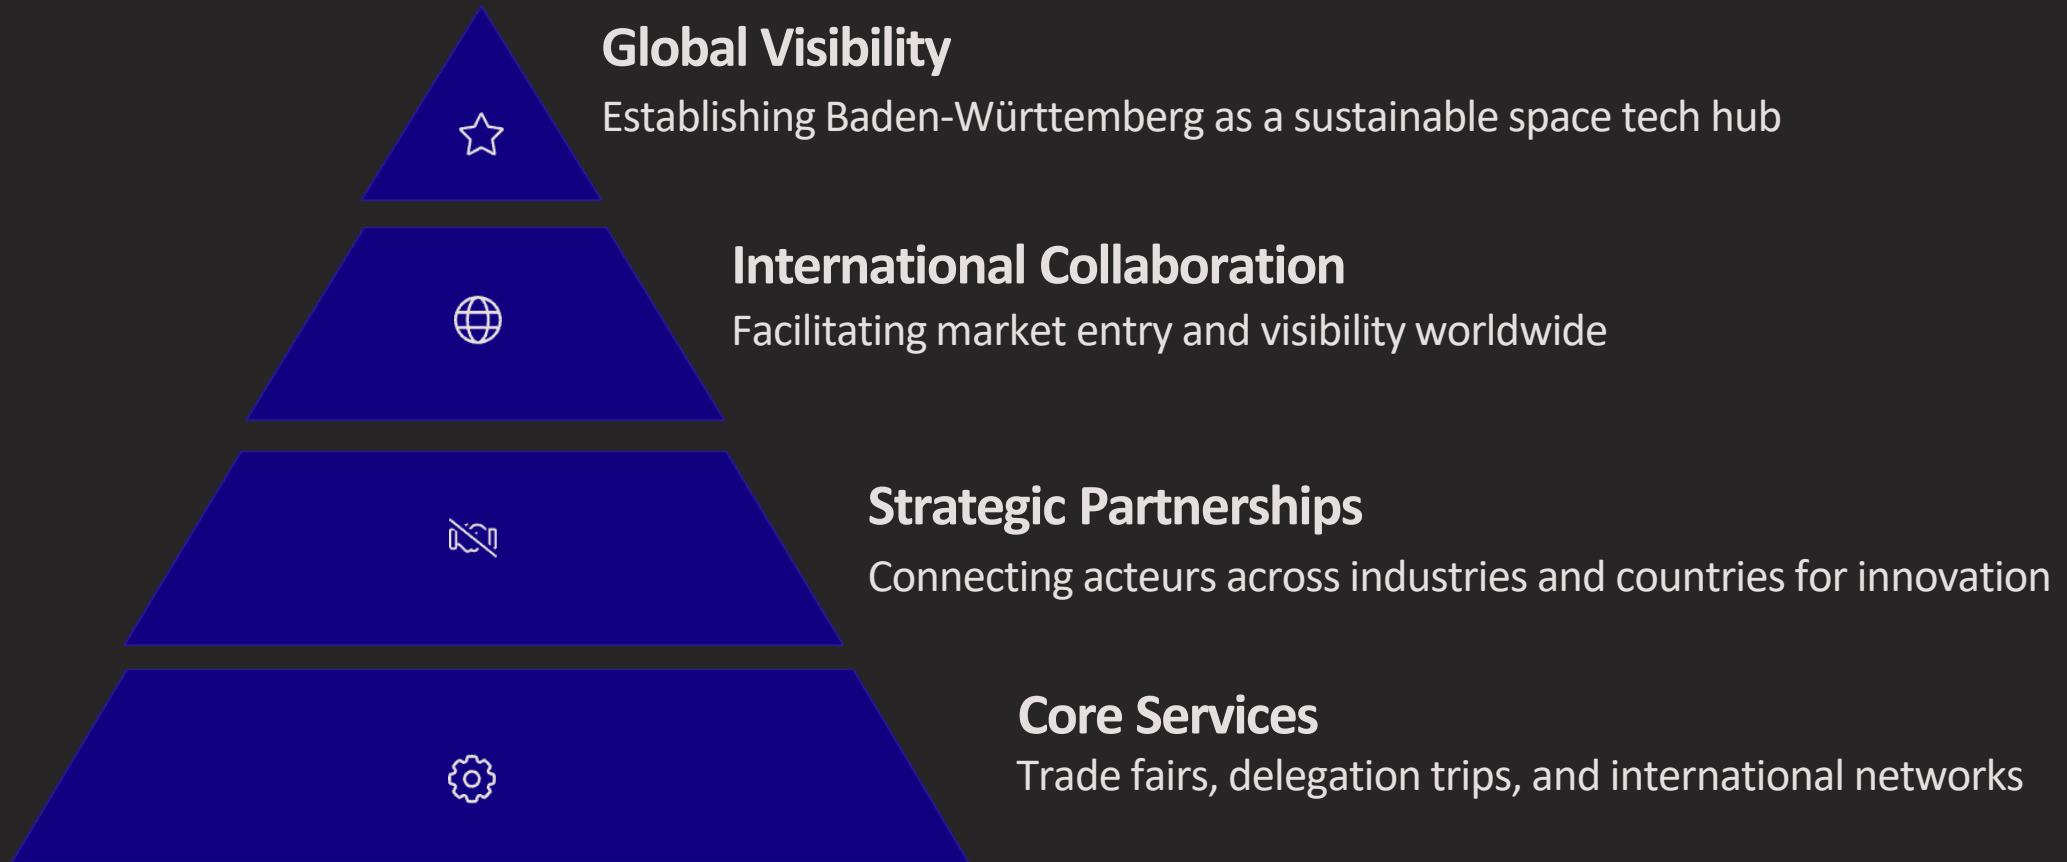 Global Visibility
Establishing Baden-Württemberg as a sustainable space tech hub
International Collaboration
Facilitating market entry and visibility worldwide
Strategic Partnerships
Connecting acteurs across industries and countries for innovation
Core Services
Trade fairs, delegation trips, and international networks